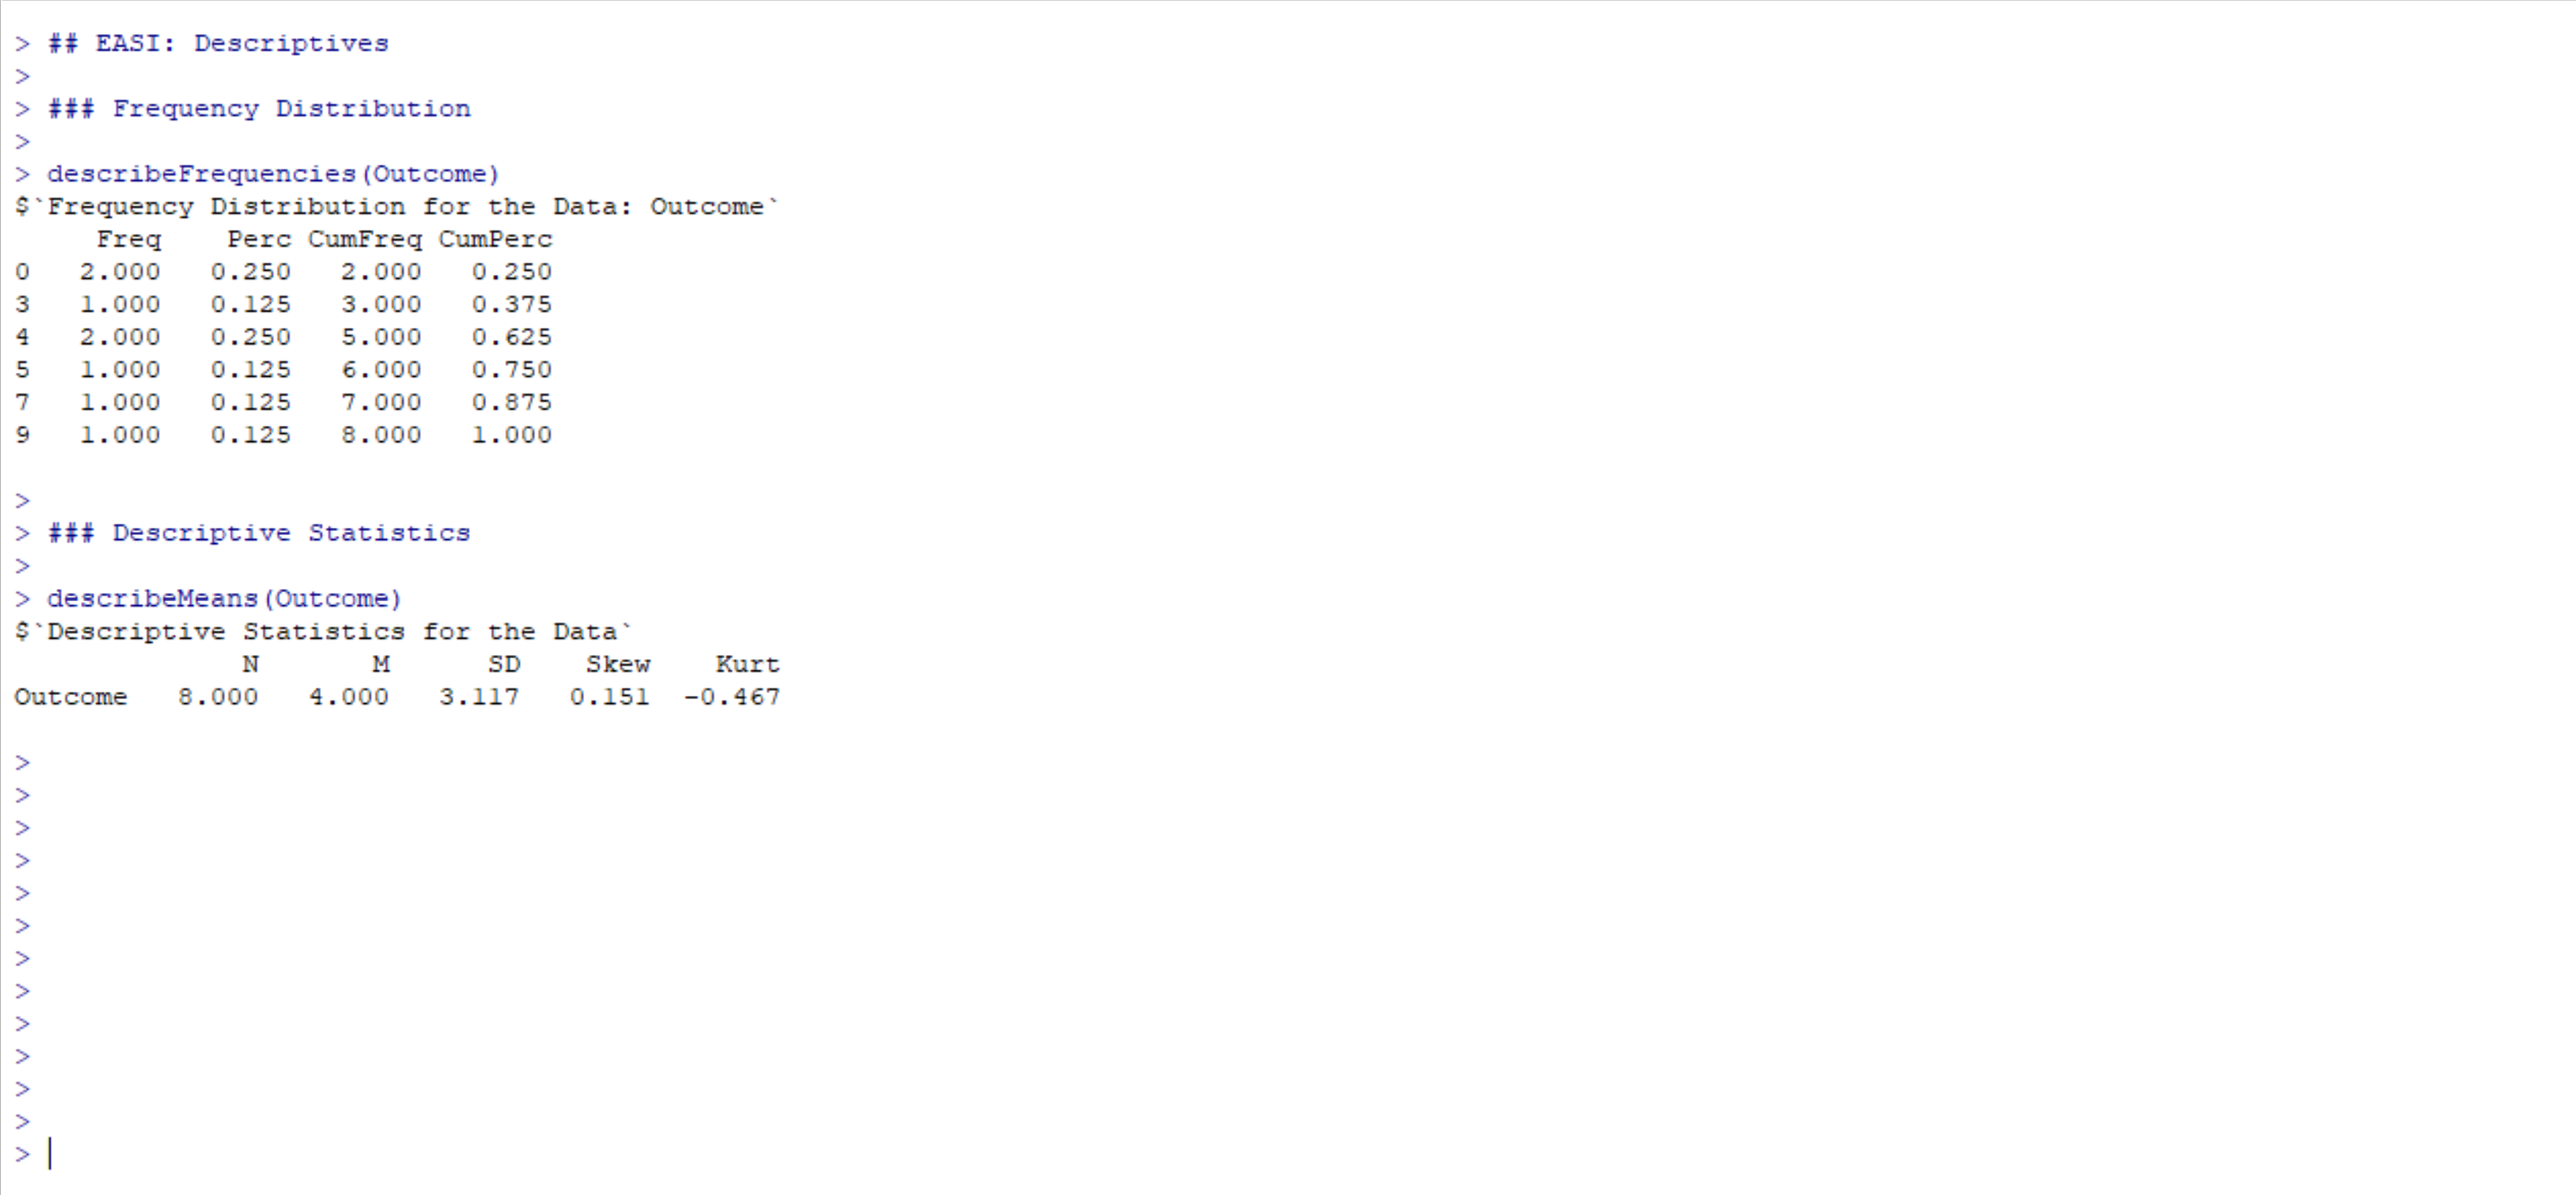 > ## EASI: Descriptives
>
> ### Frequency Distribution
>
> describeFrequencies(Outcome)
$`Frequency Distribution for the Data: Outcome`
     Freq    Perc CumFreq CumPerc
0   2.000   0.250   2.000   0.250
3   1.000   0.125   3.000   0.375
4   2.000   0.250   5.000   0.625
5   1.000   0.125   6.000   0.750
7   1.000   0.125   7.000   0.875
9   1.000   0.125   8.000   1.000
>
> ### Descriptive Statistics
>
> describeMeans(Outcome)
$`Descriptive Statistics for the Data`
              N       M      SD    Skew    Kurt
Outcome   8.000   4.000   3.117   0.151  -0.467
>
>
>
>
>
>
>
>
>
>
>
>
>